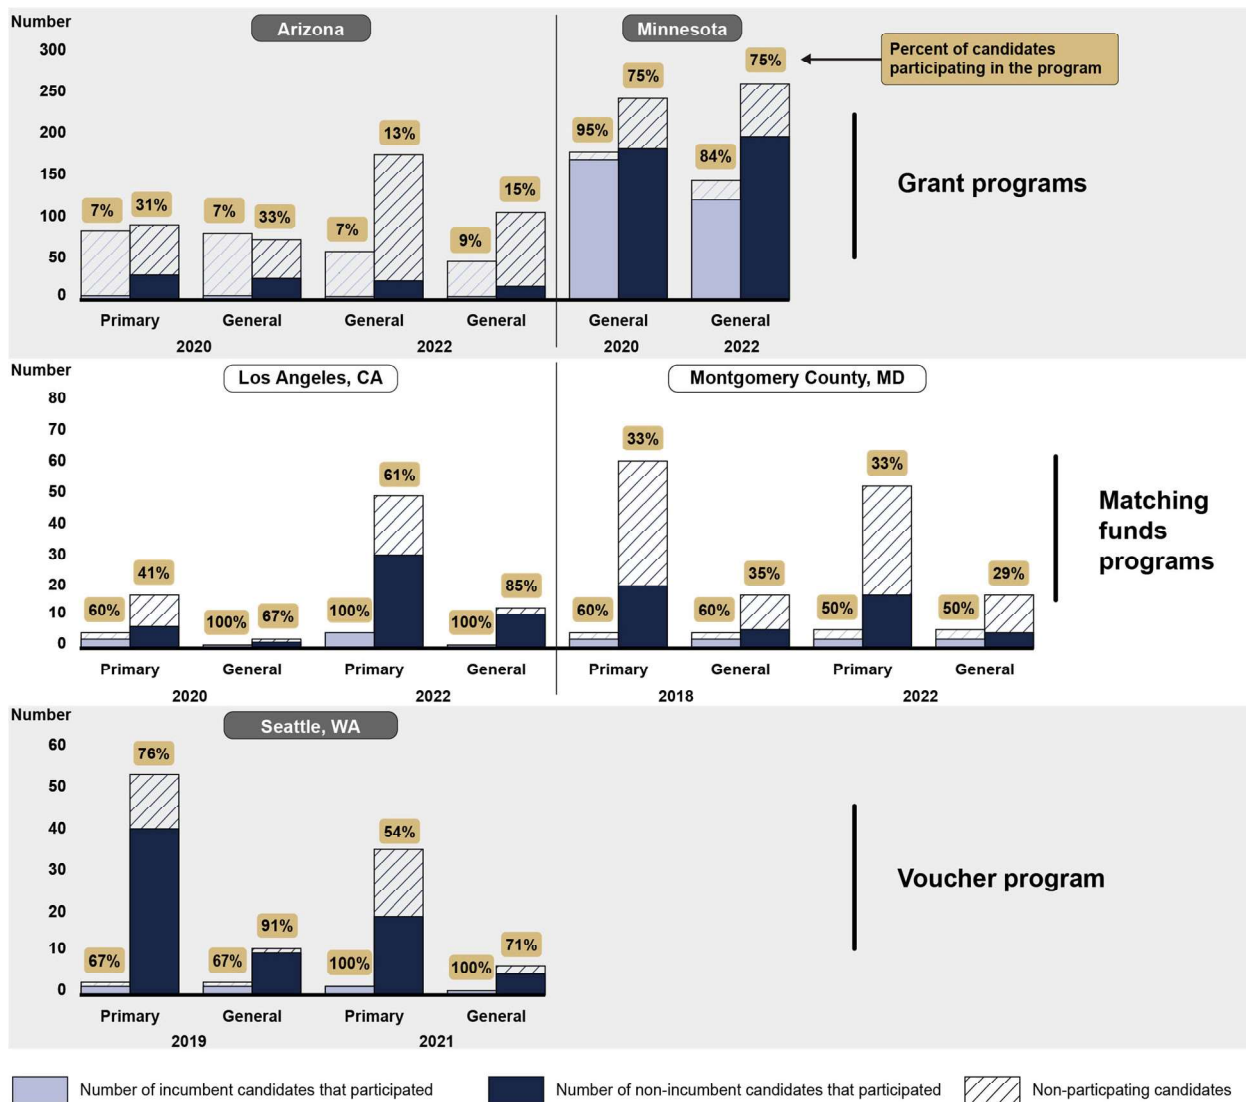 Number
Arizona
Minnesota
300
250
200
150
100
50
0
7%
31%
7%
33%
7%
13%
9%
15%
95%
75%
84%
75%
Percent of candidates
participating in the program
Grant programs
Primary
General
General
General
General
General
2020
2022
2020
2022
Number
Los Angeles, CA
Montgomery County, MD
80
70
60
50
40
30
20
10
0
60%
41%
100%
67%
100%
61%
100%
85%
60%
33%
60%
35%
50%
33%
50%
29%
Matching
funds
programs
Primary
General
Primary
General
Primary
General
Primary
General
2020
2022
2018
2022
Number
Seattle, WA
60
50
40
30
20
10
0
67%
76%
67%
91%
100%
54%
100%
71%
Voucher program
Primary
General
Primary
General
2019
2021
Number of incumbent candidates that participated
Number of non-incumbent candidates that participated
Non-particpating candidates